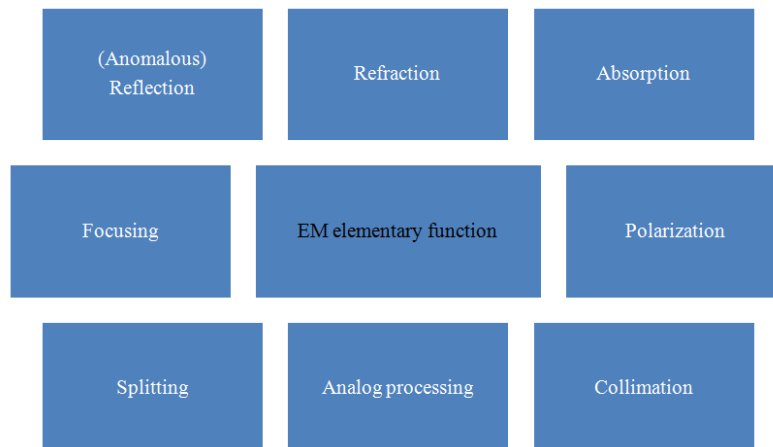 (Anomalous)
Reflection
Refraction
Absorption
Focusing
EM elementary function
Polarization
Splitting
Analog processing
Collimation